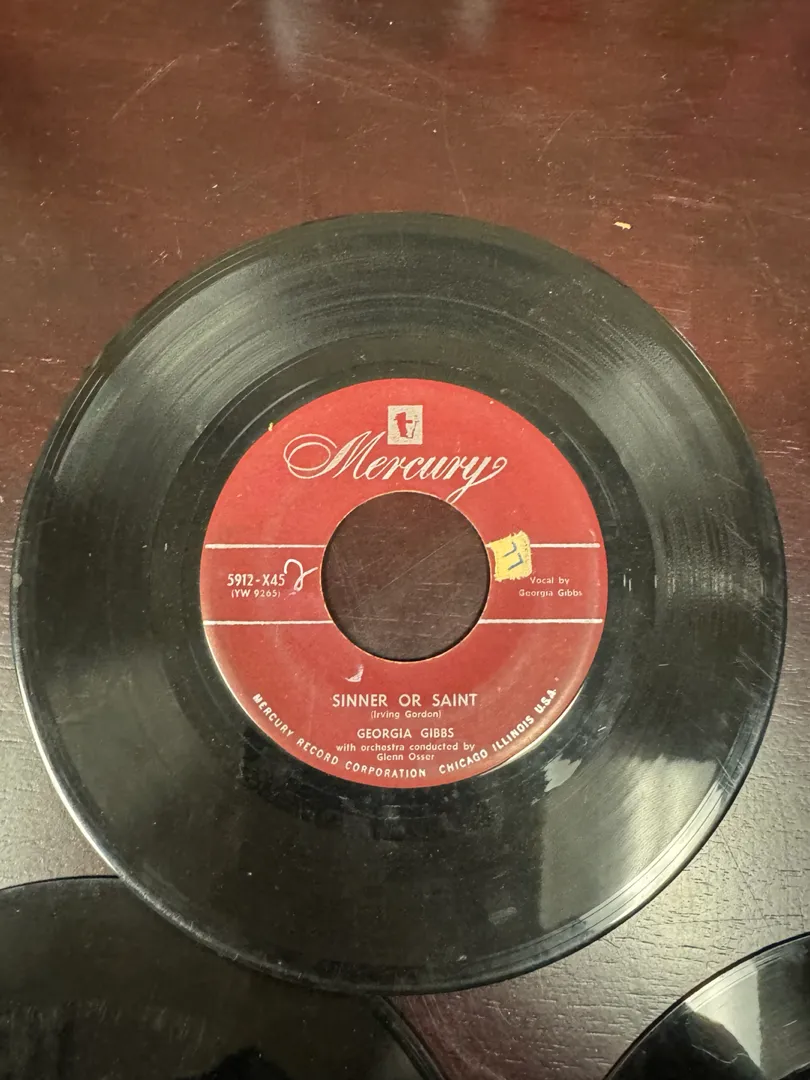 t
Mercury
5912-X45 2
(YW 9265)
Vocal by
Georgia Gibbs
SINNER OR SAINT
(Irving Gordon)
GEORGIA GIBBS
with orchestra conducted by
Glenn Osser
MERCURY RECORD CORPORATION CHICAGO ILLINOIS U.S.A.